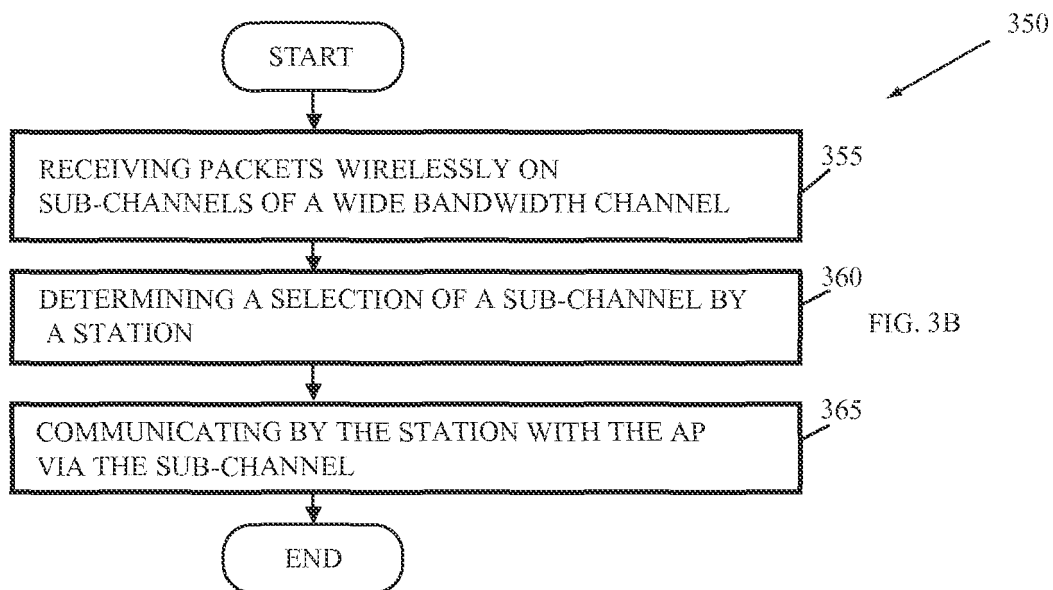 350
START
355
RECEIVING PACKETS WIRELESSLY ON
SUB-CHANNELS OF A WIDE BANDWIDTH CHANNEL
360
DETERMINING A SELECTION OF A SUB-CHANNEL BY
A STATION
FIG. 3B
365
COMMUNICATING BY THE STATION WITH THE AP
VIA THE SUB-CHANNEL
END